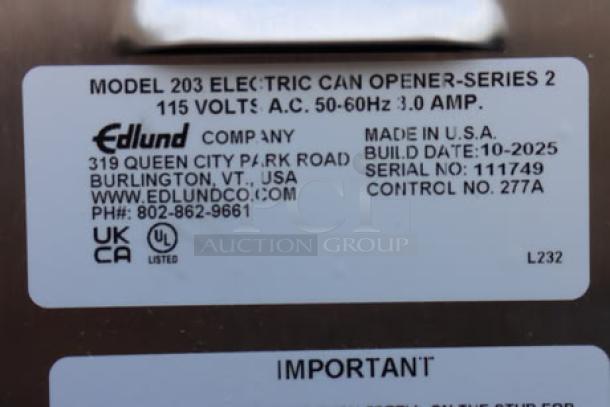 MODEL 203 ELECTRIC CAN OPENER-SERIES 2
115 VOLTS A.C. 50-60Hz 3.0 AMP.
Edlund COMPANY
319 QUEEN CITY PARK ROAD
BURLINGTON, VT., USA
WWW.EDLUNDCO.COM
PH#: 802-862-9661
MADE IN U.S.A.
BUILD DATE: 10-2025
SERIAL NO: 111749
CONTROL NO. 277A
UK
CA
UL
LISTED
PCI
AUCTION GROUP
L232
IMPORTANT